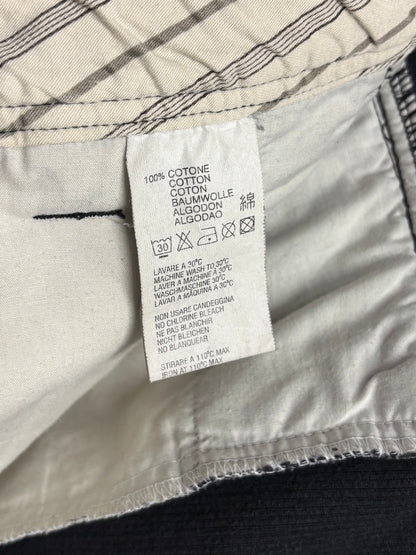 100% COTONE
COTTON
COTON
BAUMWOLLE
ALGODON 綿
ALGODAO
30
LAVARE A 30°C
MACHINE WASH TO 30°C
LAVER A MACHINE A 30°C
WASCHMASCHINE 30°C
LAVAR A MÁQUINA A 30°C
NON USARE CANDEGGINA
NO CHLORINE BLEACH
NE PAS BLANCHIR
NIGHT BLEICHEN
NO BLANQUEAR
STIRARE A 110°C MAX
IRON AT 110°C MAX